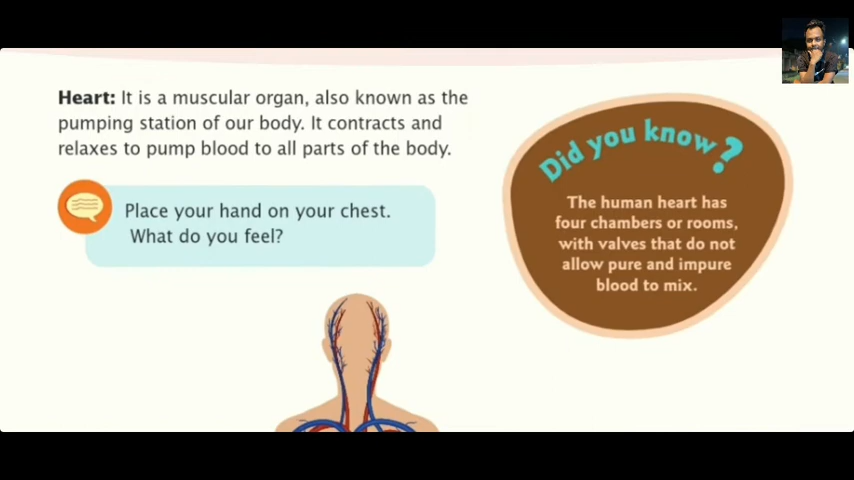 Heart: It is a muscular organ, also known as the
pumping station of our body. It contracts and
relaxes to pump blood to all parts of the body.
Place your hand on your chest.
What do you feel?
Did you know?
The human heart has
four chambers or rooms,
with valves that do not
allow pure and impure
blood to mix.